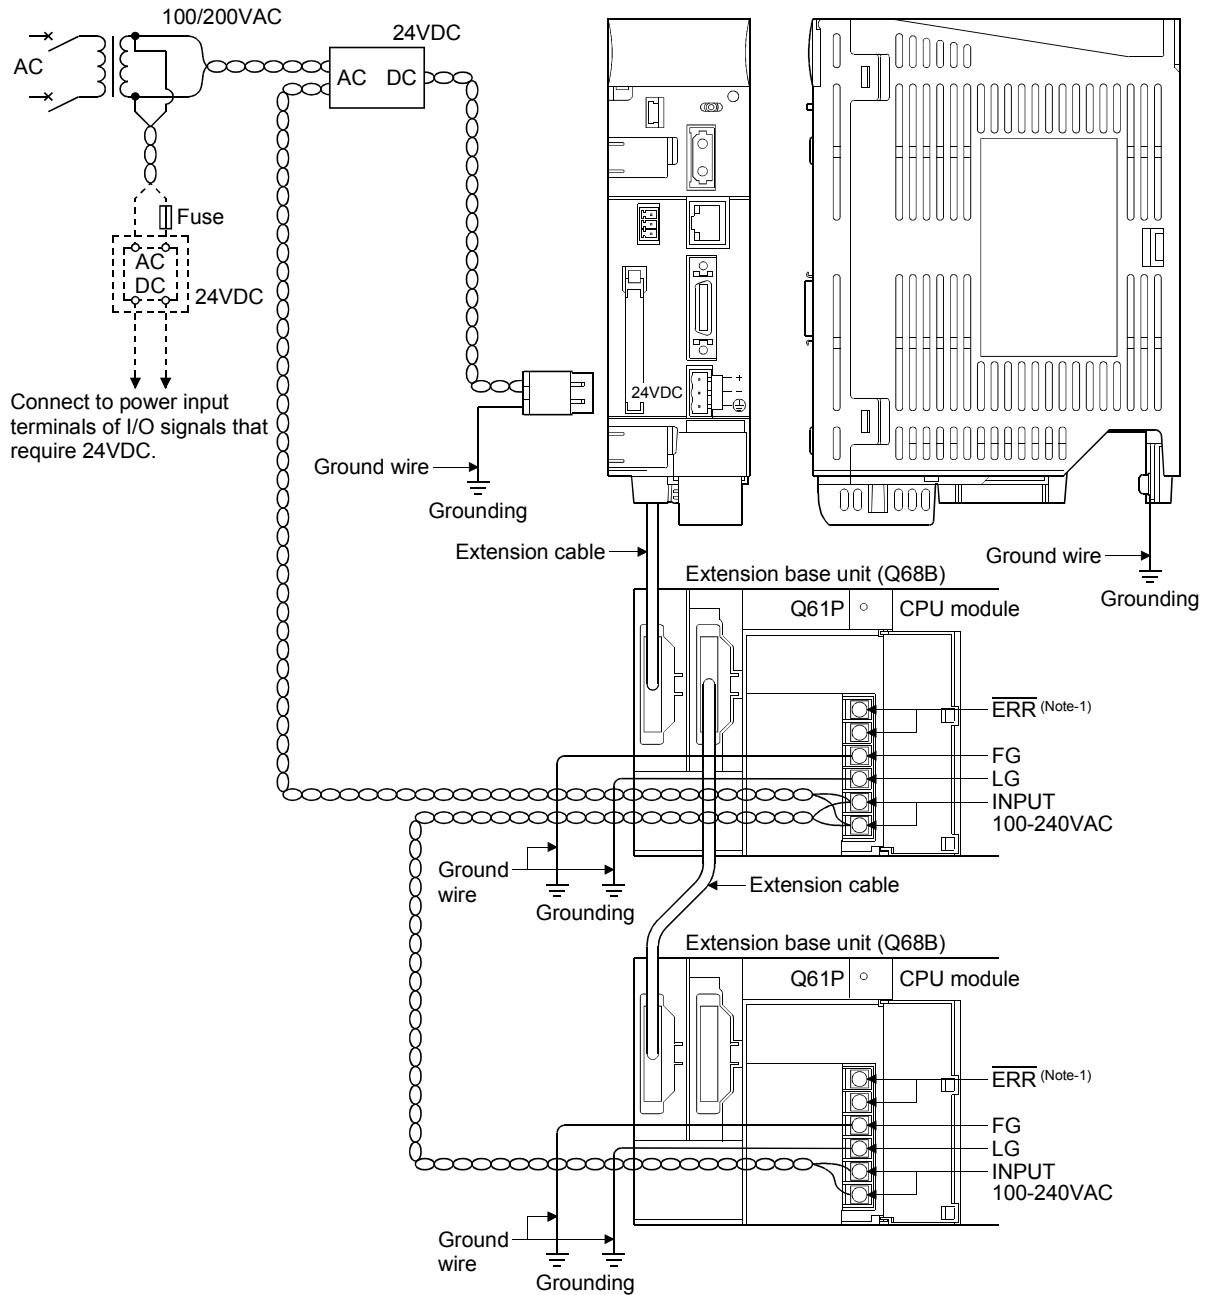 100/200VAC
24VDC
AC
AC DC
Fuse
AC
DC
24VDC
Connect to power input
terminals of I/O signals that
require 24VDC.
24VDC
+
−
Ground wire
Grounding
Extension cable
Ground wire
Grounding
Extension base unit (Q68B)
Q61P
CPU module
ERR (Note-1)
FG
LG
INPUT
100-240VAC
Ground
wire
Grounding
Extension cable
Extension base unit (Q68B)
Q61P
CPU module
ERR (Note-1)
FG
LG
INPUT
100-240VAC
Ground
wire
Grounding